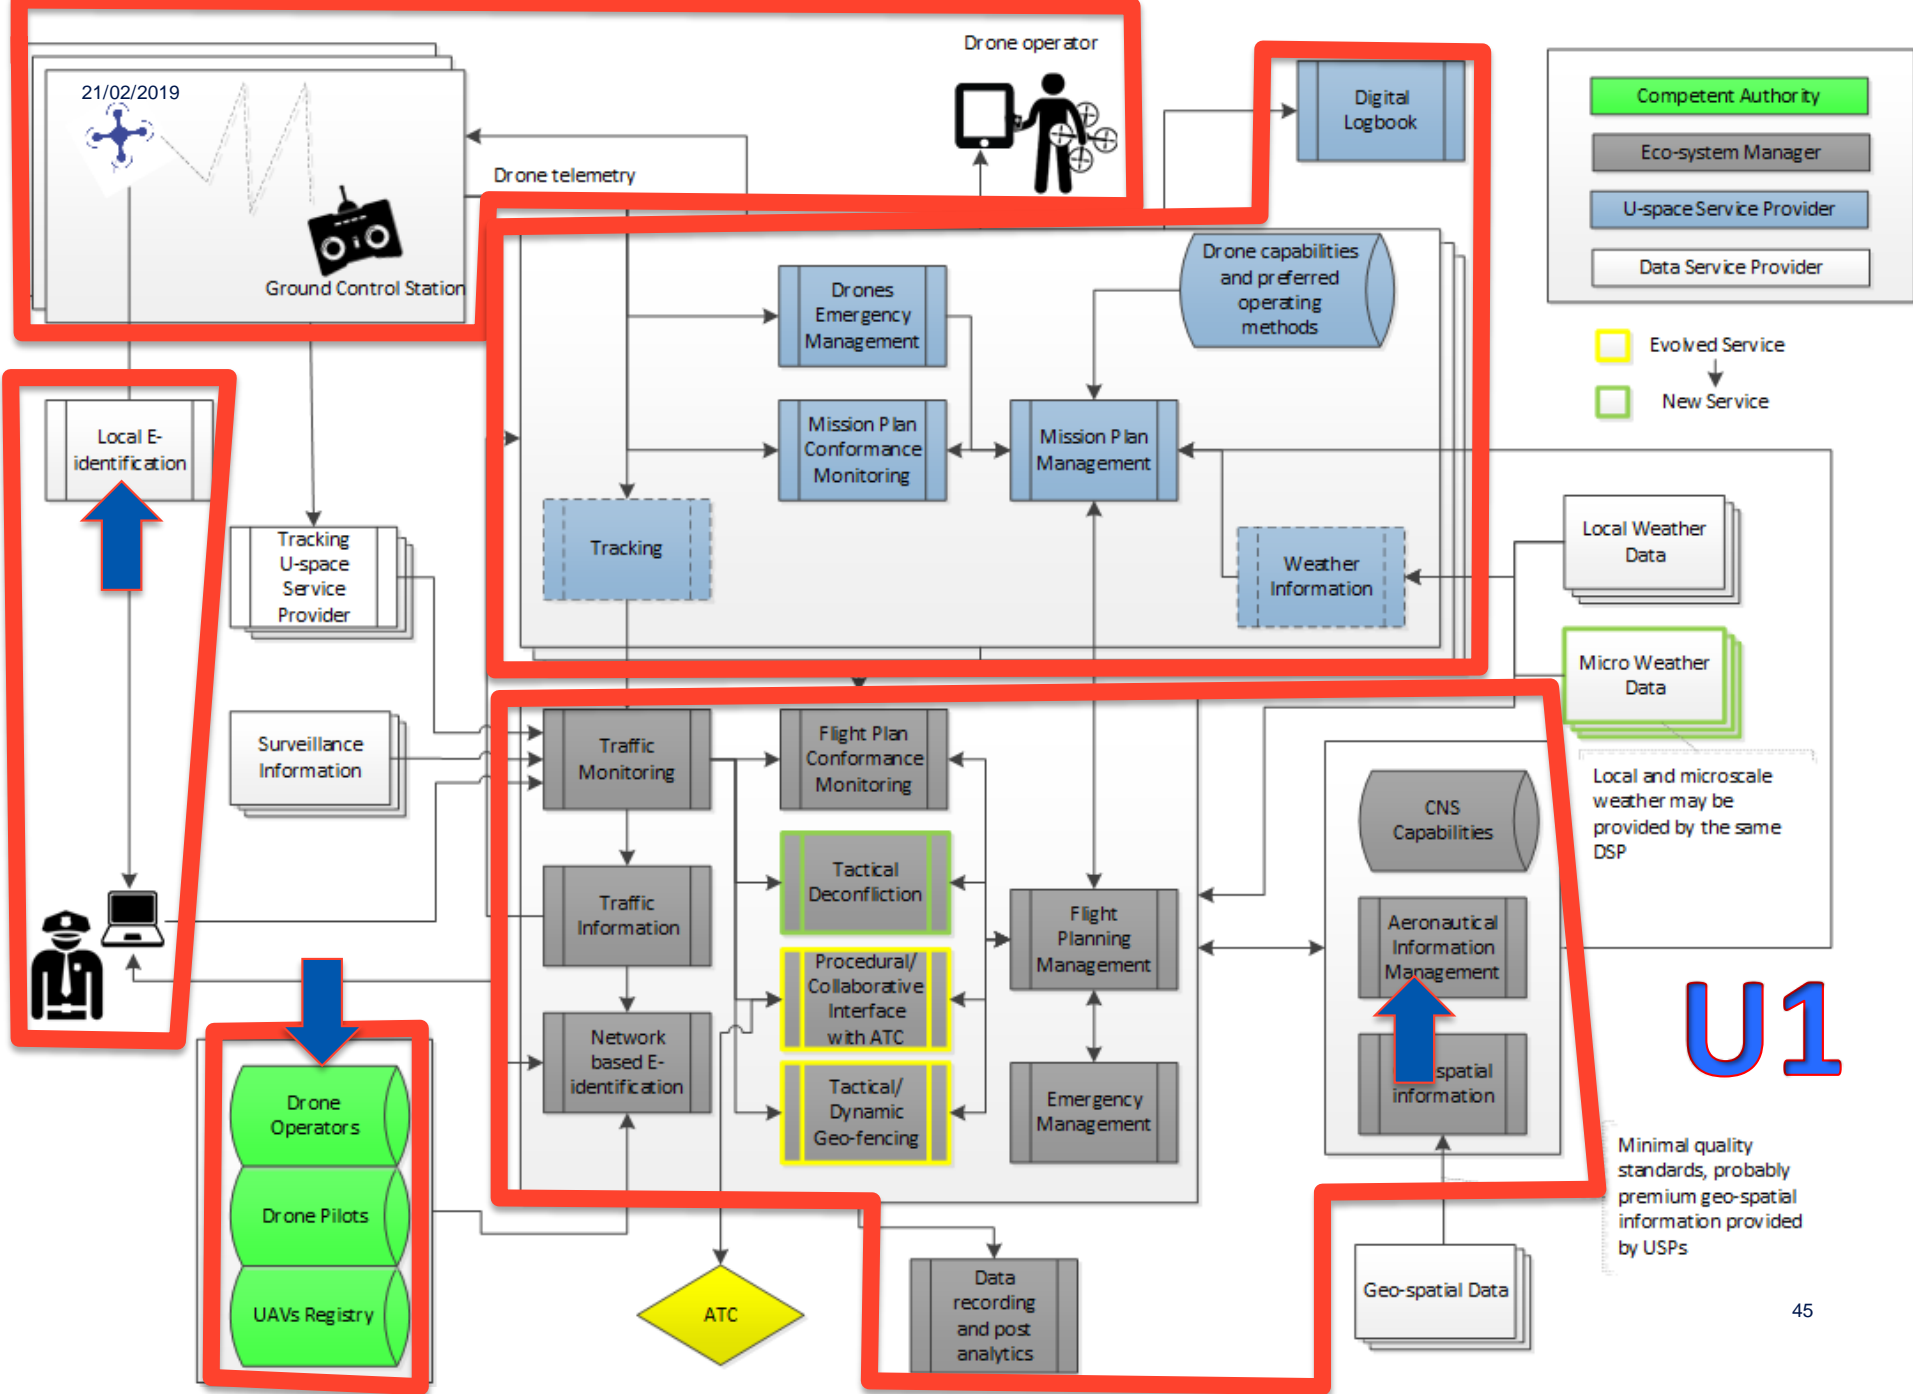 21/02/2019
Drone telemetry
Ground Control Station
Drone operator
Digital
Logbook
Competent Authority
Eco-system Manager
U-space Service Provider
Data Service Provider
Evolved Service
New Service
Drones
Emergency
Management
Drone capabilities
and preferred
operating
methods
Mission Plan
Conformance
Monitoring
Mission Plan
Management
Tracking
Weather
Information
Local E-
identification
Tracking
U-space
Service
Provider
Surveillance
Information
Local Weather
Data
Micro Weather
Data
Local and microscale
weather may be
provided by the same
DSP
Traffic
Monitoring
Flight Plan
Conformance
Monitoring
Tactical
Deconfliction
Traffic
Information
Procedural/
Collaborative
Interface
with ATC
Network
based E-
identification
Tactical/
Dynamic
Geo-fencing
Flight
Planning
Management
Emergency
Management
CNS
Capabilities
Aeronautical
Information
Management
spatial
information
U1
Minimal quality
standards, probably
premium geo-spatial
information provided
by USPs
Drone
Operators
Drone Pilots
UAVs Registry
ATC
Data
recording
and post
analytics
Geo-spatial Data
45